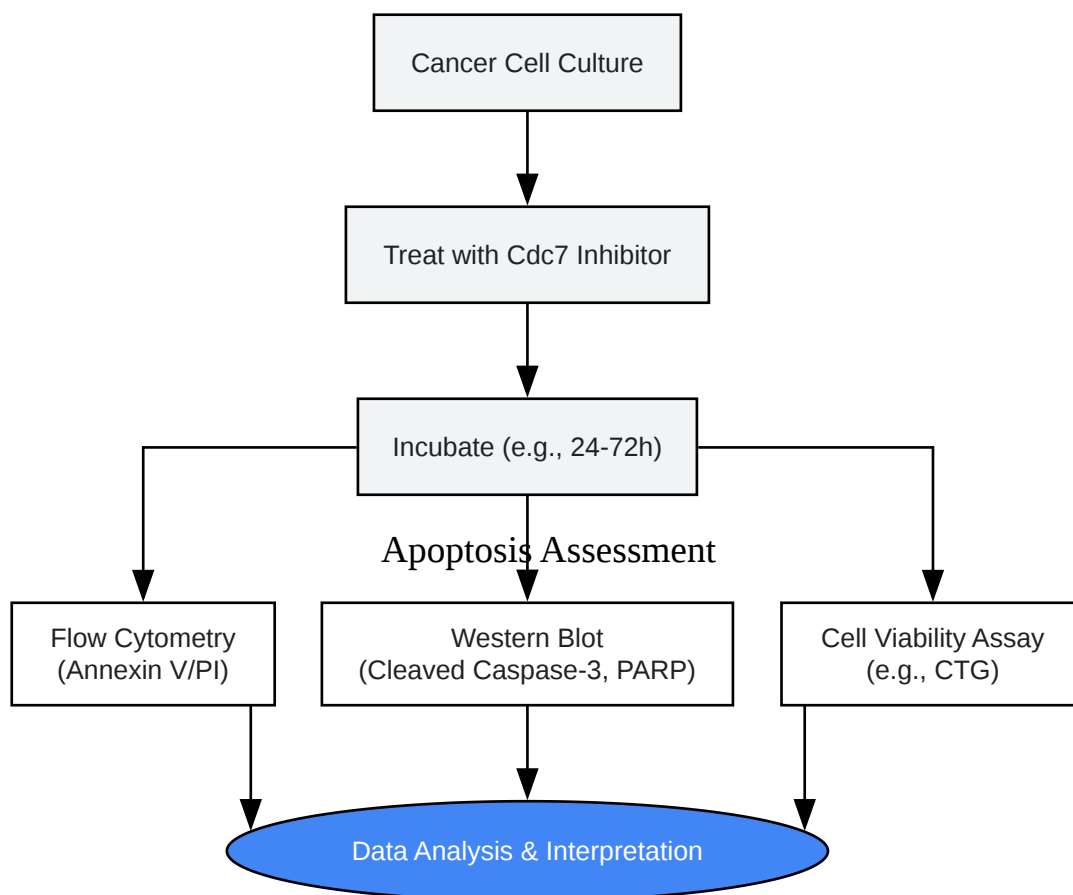 Cancer Cell Culture
Treat with Cdc7 Inhibitor
Incubate (e.g., 24-72h)
Apoptosis Assessment
Flow Cytometry
(Annexin V/PI)
Western Blot
(Cleaved Caspase-3, PARP)
Cell Viability Assay
(e.g., CTG)
Data Analysis & Interpretation